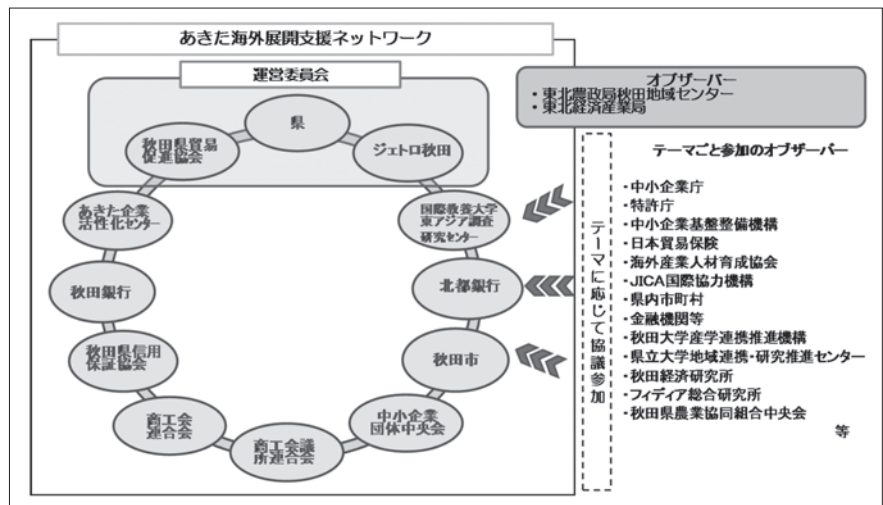 あきた海外展開支援ネットワーク
運営委員会
県
秋田県貿易
促進協会
ジェトロ秋田
あきた企業
活性化センター
国際教養大学
東アジア調査
研究センター
秋田銀行
北都銀行
秋田県信用
保証協会
秋田市
商工会
連合会
中小企業
団体中央会
商工会議
所連合会
オブザーバー
・東北農政局秋田地域センター
・東北経済産業局
テーマに応じて協議参加
テーマごと参加のオブザーバー
・中小企業庁
・特許庁
・中小企業基盤整備機構
・日本貿易保険
・海外産業人材育成協会
・JICA国際協力機構
・県内市町村
・金融機関等
・秋田大学産学連携推進機構
・県立大学地域連携・研究推進センター
・秋田経済研究所
・フィディア総合研究所
・秋田県農業協同組合中央会
等